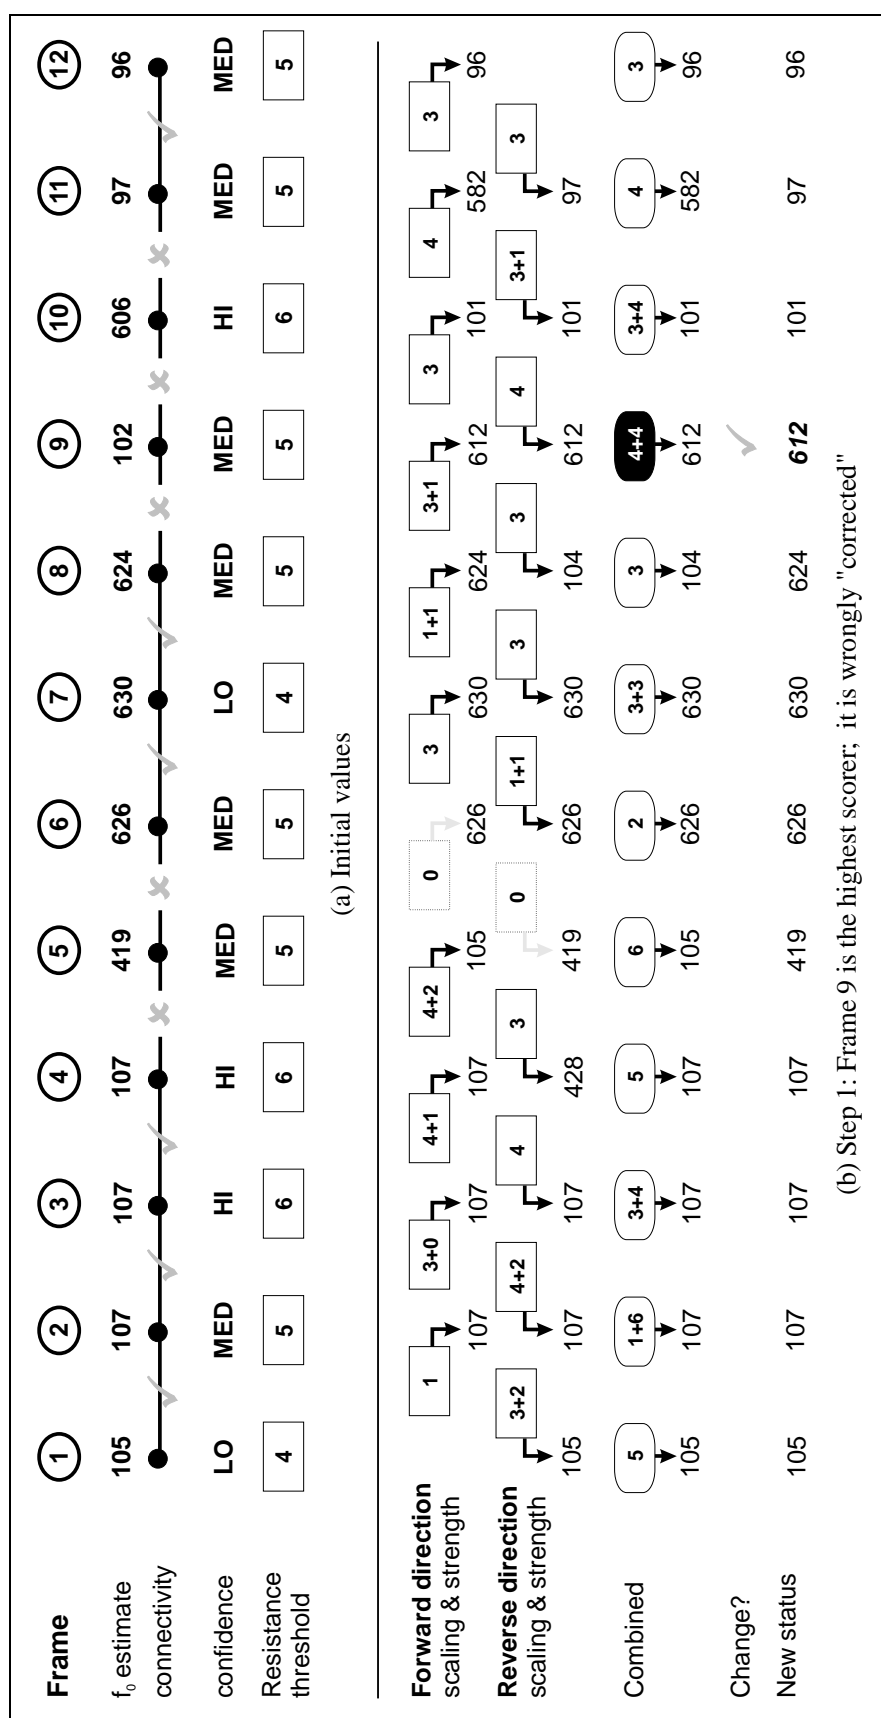 Frame 1 2 3 4 5 6 7 8 9 10 11 12
f0 estimate 105 107 107 107 419 626 630 624 102 606 97 96
connectivity
confidence LO MED HI HI MED MED LO MED MED HI MED MED
Resistance threshold 4 5 6 6 5 5 4 5 5 6 5 5
(a) Initial values
Forward direction 1 3+0 4+1 4+2 0 3 1+1 3+1 3 4 3
scaling & strength 107 107 107 105 626 630 624 612 101 582 96
Reverse direction 3+2 4+2 4 3 0 1+1 3 3 4 3+1 3
scaling & strength 105 107 107 428 419 626 630 104 612 101 97
Combined 5 1+6 3+4 5 6 2 3+3 3 4+4 3+4 4 3
105 107 107 107 105 626 630 104 612 101 582 96
Change?
New status 105 107 107 107 419 626 630 624 612 101 97 96
(b) Step 1: Frame 9 is the highest scorer; it is wrongly "corrected"